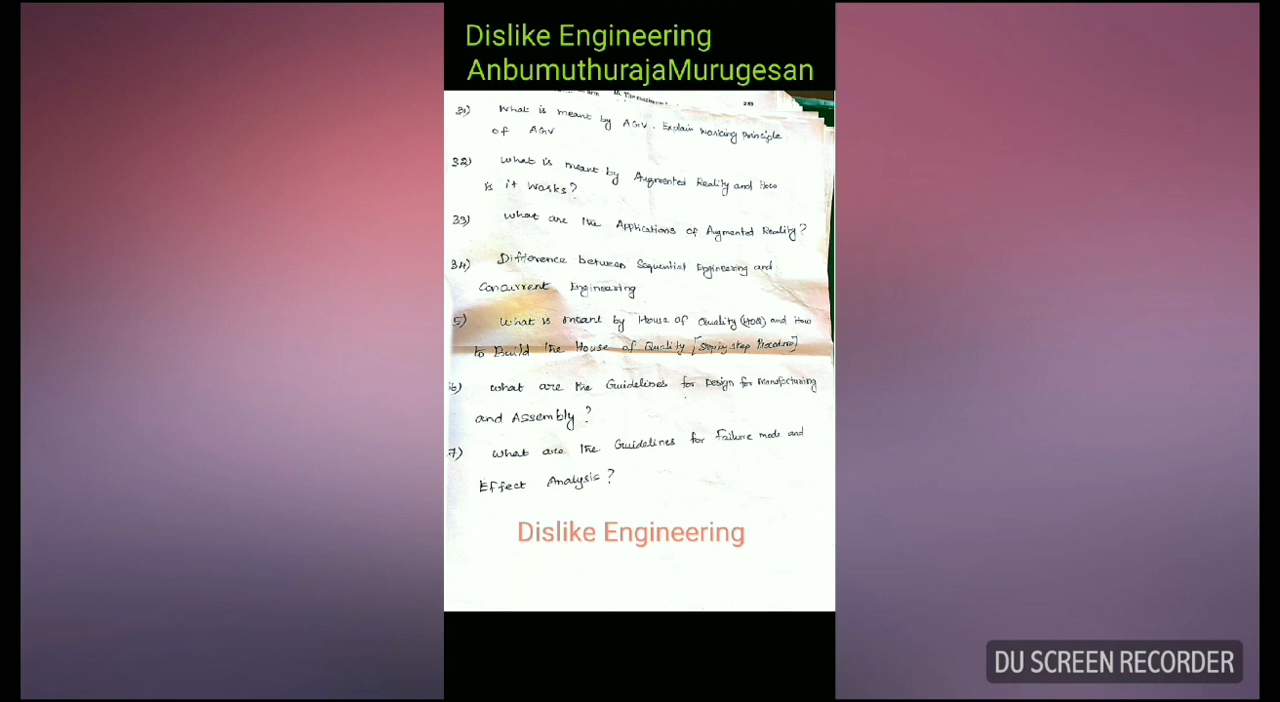 Dislike Engineering
AnbumuthurajaMurugesan
31) What is meant by AGV. Explain working principle
of AGV
32) What is meant by Augmented Reality and How
is it works?
33) What are the Applications of Augmented Reality?
34) Difference between Sequential Engineering and
Concurrent Engineering
5) What is meant by House of Quality (HOQ) and How
to Build the House of Quality [Step by step Procedure]
6) What are the Guidelines for Design for Manufacturing
and Assembly?
7) What are the Guidelines for Failure mode and
Effect Analysis?
Dislike Engineering
DU SCREEN RECORDER